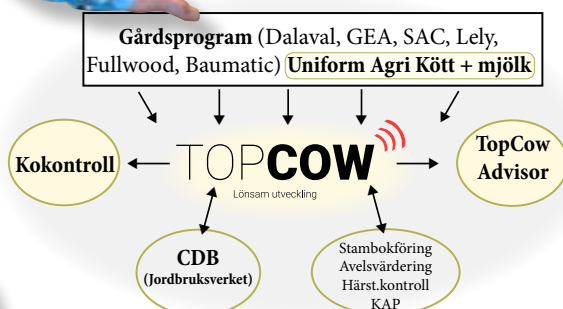 Gårdsprogram (Dalaval, GEA, SAC, Lely,
Fullwood, Baumatic) Uniform Agri Kött + mjölk
Kokontroll
TOPCOW
Lönsam utveckling
TopCow
Advisor
CDB
(Jordbruksverket)
Stambokföring
Avelsvärdering
Härst.kontroll
KAP